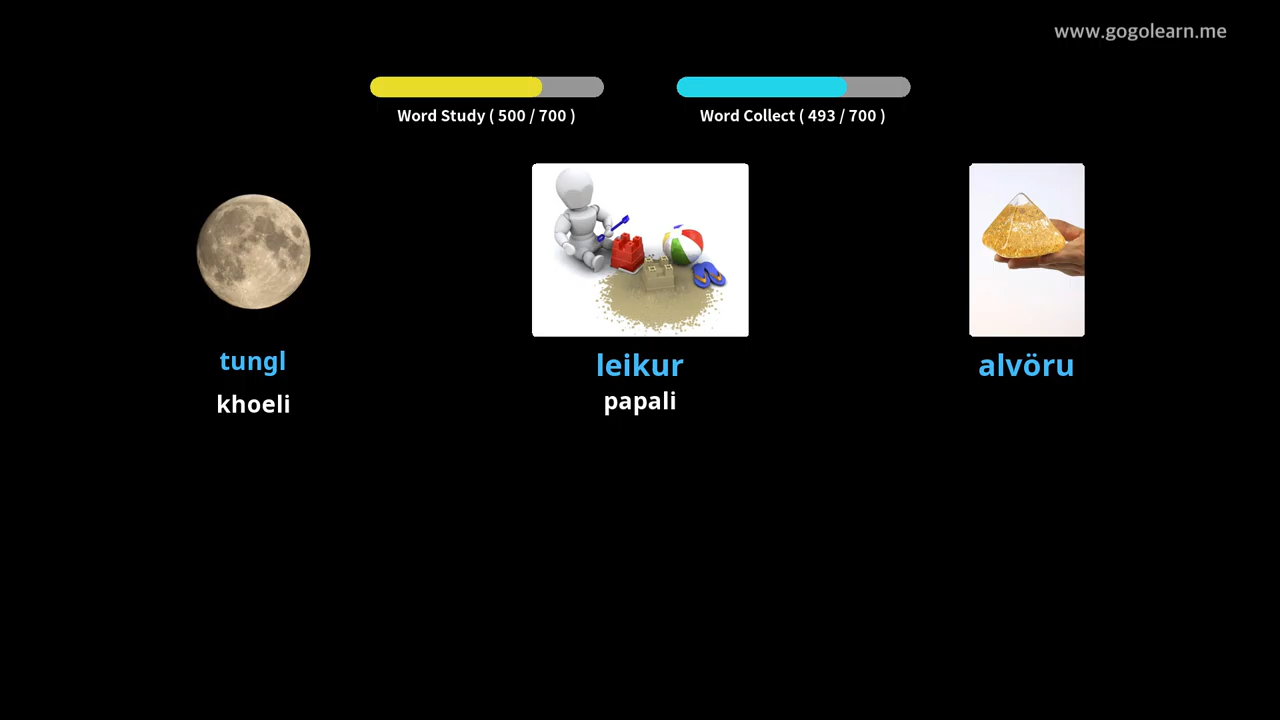 www.gogolearn.me
Word Study ( 500 / 700 )
Word Collect ( 493 / 700 )
tungl
khoeli
leikur
papali
alvöru